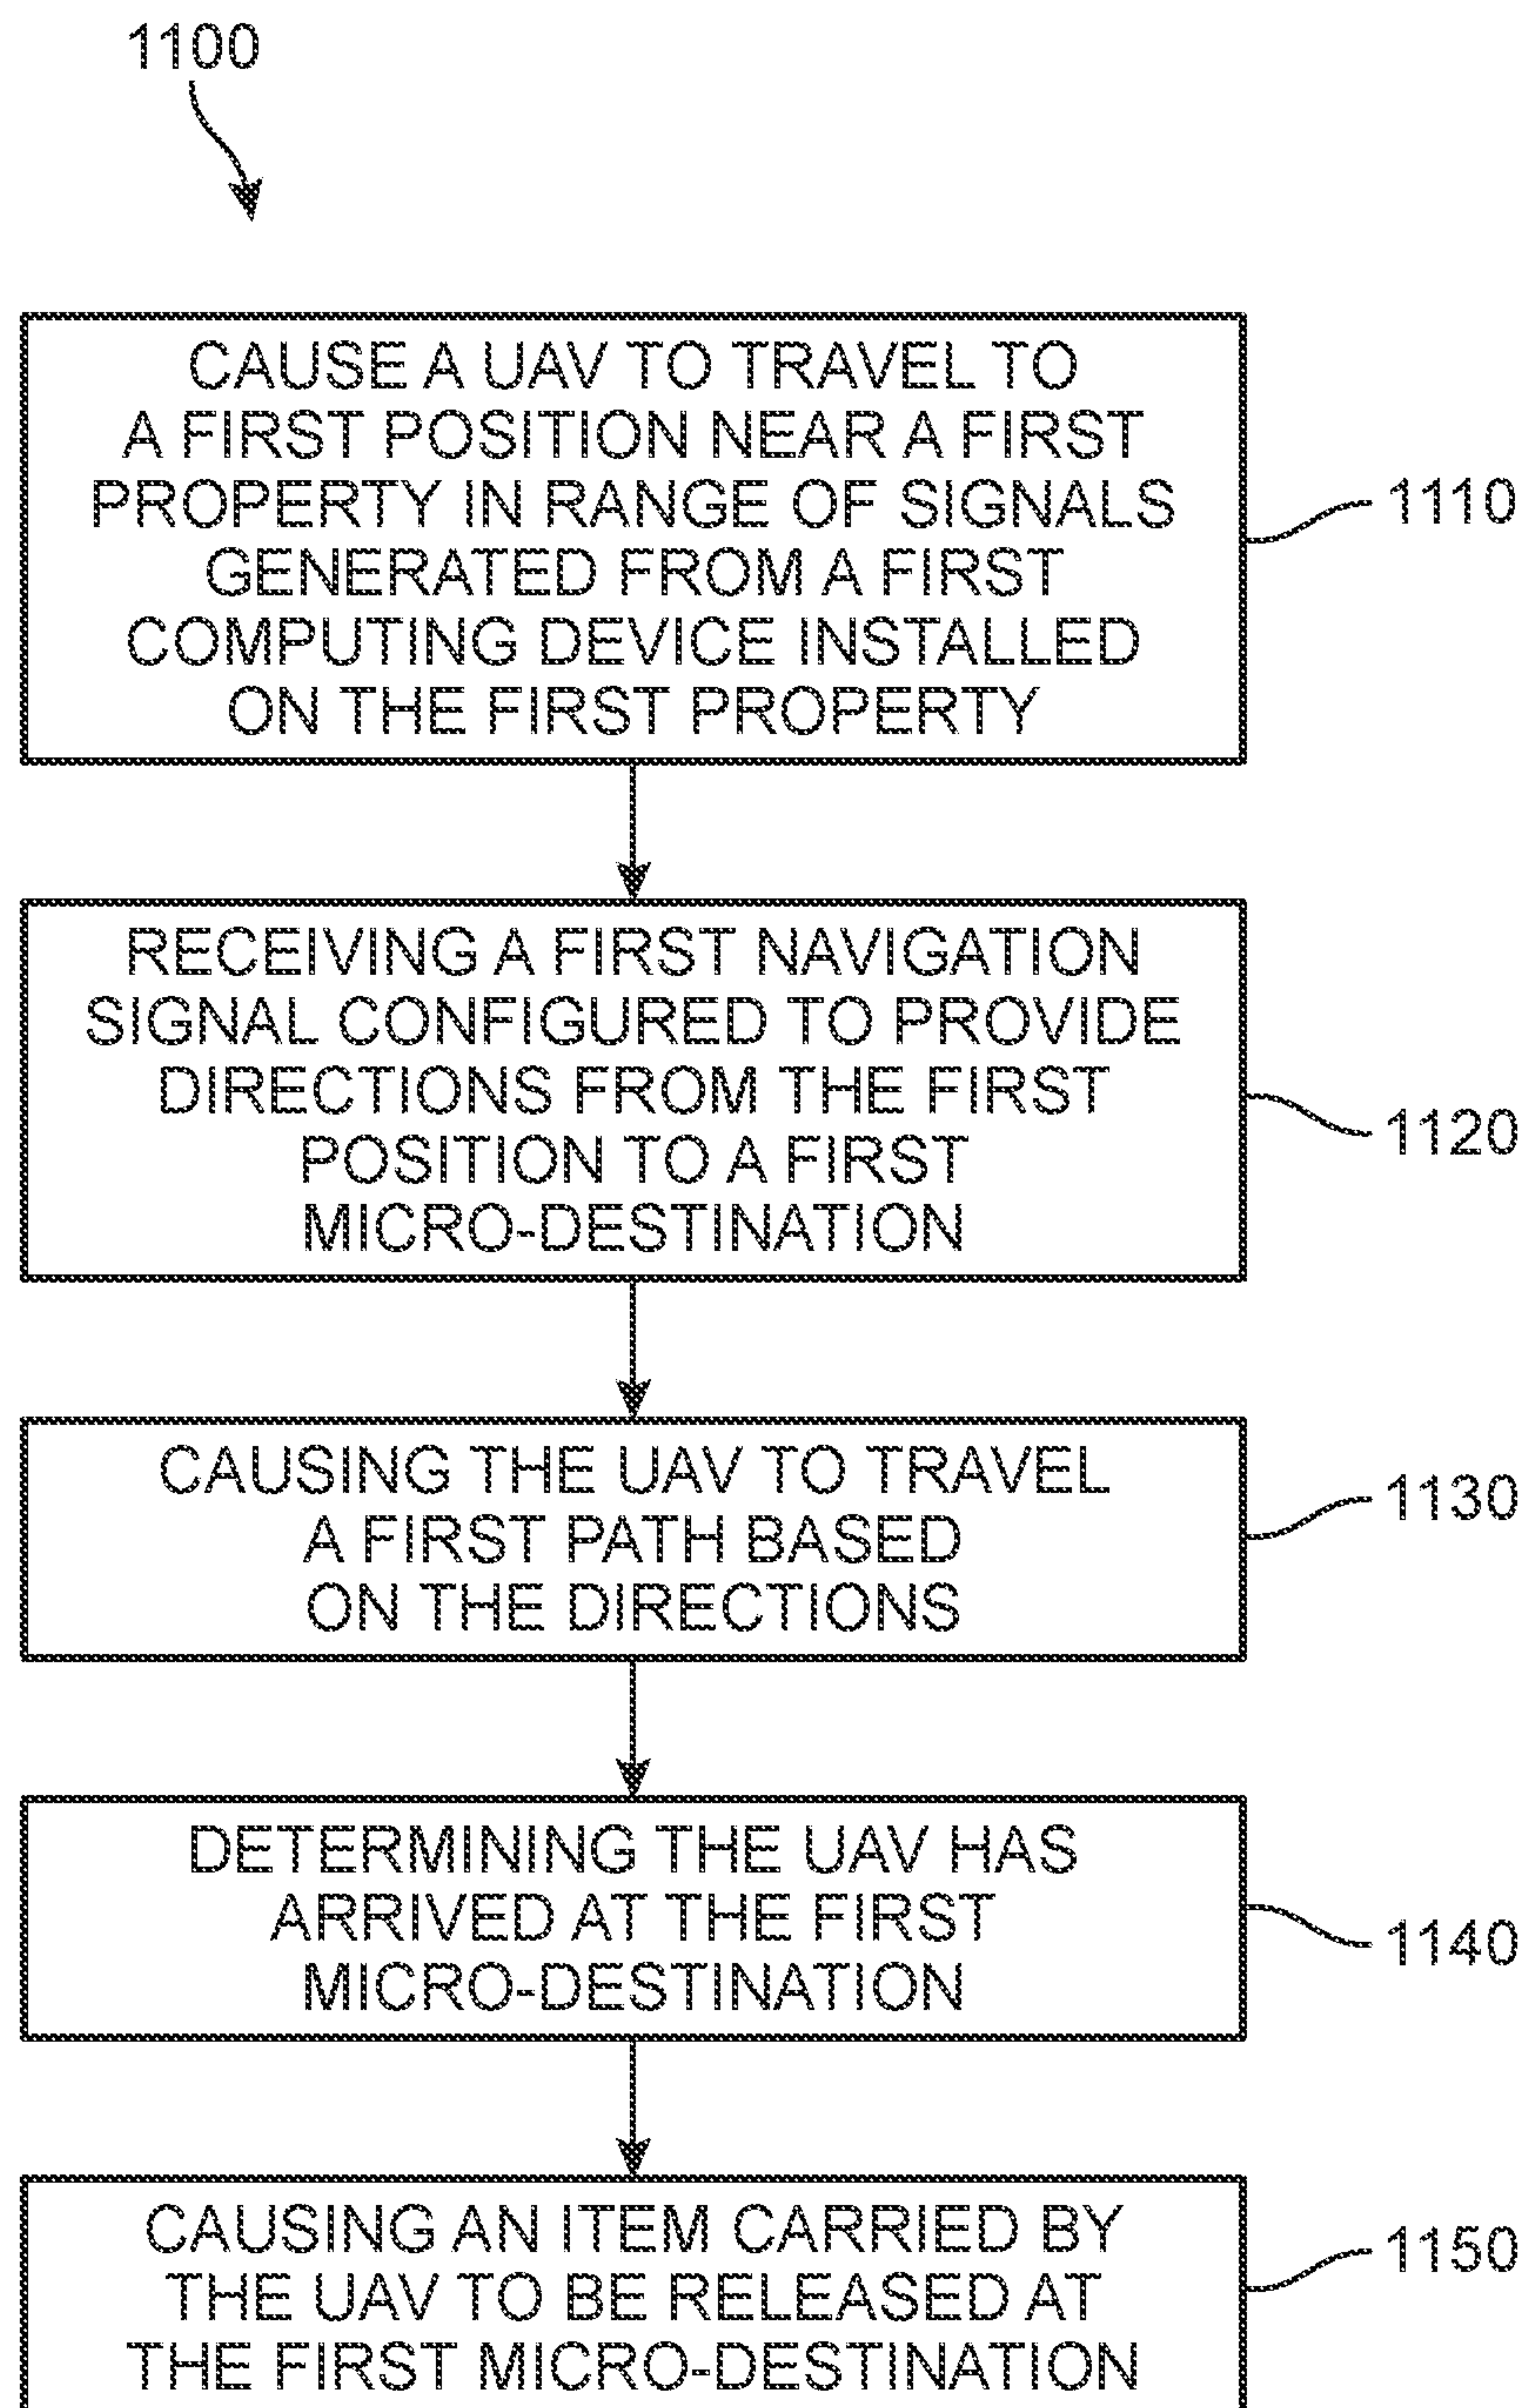 1100
CAUSE A UAV TO TRAVEL TO
A FIRST POSITION NEAR A FIRST
PROPERTY IN RANGE OF SIGNALS
GENERATED FROM A FIRST
COMPUTING DEVICE INSTALLED
ON THE FIRST PROPERTY
1110
RECEIVING A FIRST NAVIGATION
SIGNAL CONFIGURED TO PROVIDE
DIRECTIONS FROM THE FIRST
POSITION TO A FIRST
MICRO-DESTINATION
1120
CAUSING THE UAV TO TRAVEL
A FIRST PATH BASED
ON THE DIRECTIONS
1130
DETERMINING THE UAV HAS
ARRIVED AT THE FIRST
MICRO-DESTINATION
1140
CAUSING AN ITEM CARRIED BY
THE UAV TO BE RELEASED AT
THE FIRST MICRO-DESTINATION
1150